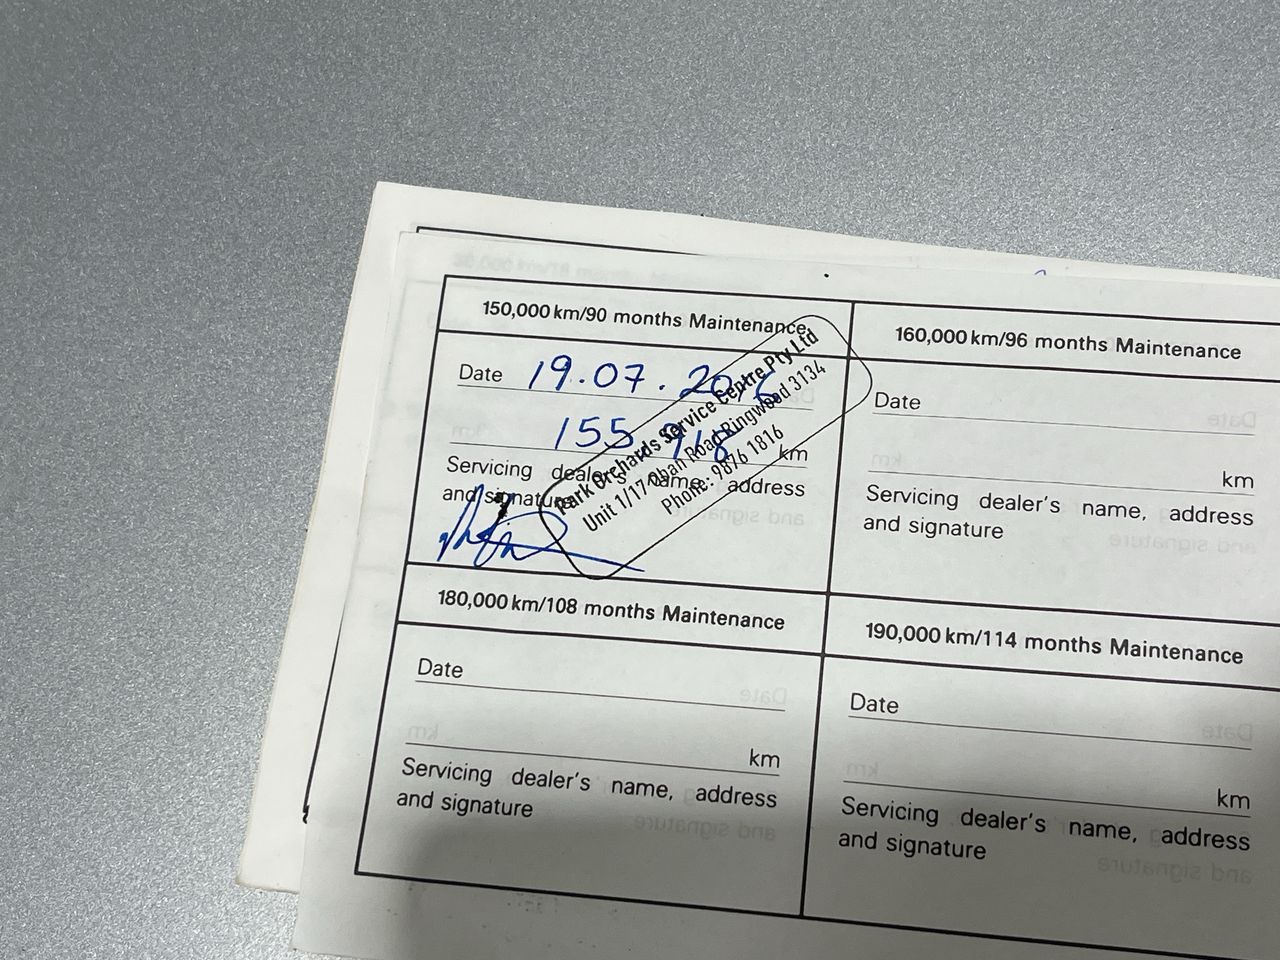 150,000 km/90 months Maintenance
Date 19.07.2016
155,918 km
Servicing dealer's name, address
and signature
Park Orchards Service Centre Pty Ltd
Unit 1/17 Oban Road Ringwood 3134
Phone: 9876 1816
160,000 km/96 months Maintenance
Date
km
Servicing dealer's name, address
and signature
180,000 km/108 months Maintenance
Date
km
Servicing dealer's name, address
and signature
190,000 km/114 months Maintenance
Date
km
Servicing dealer's name, address
and signature